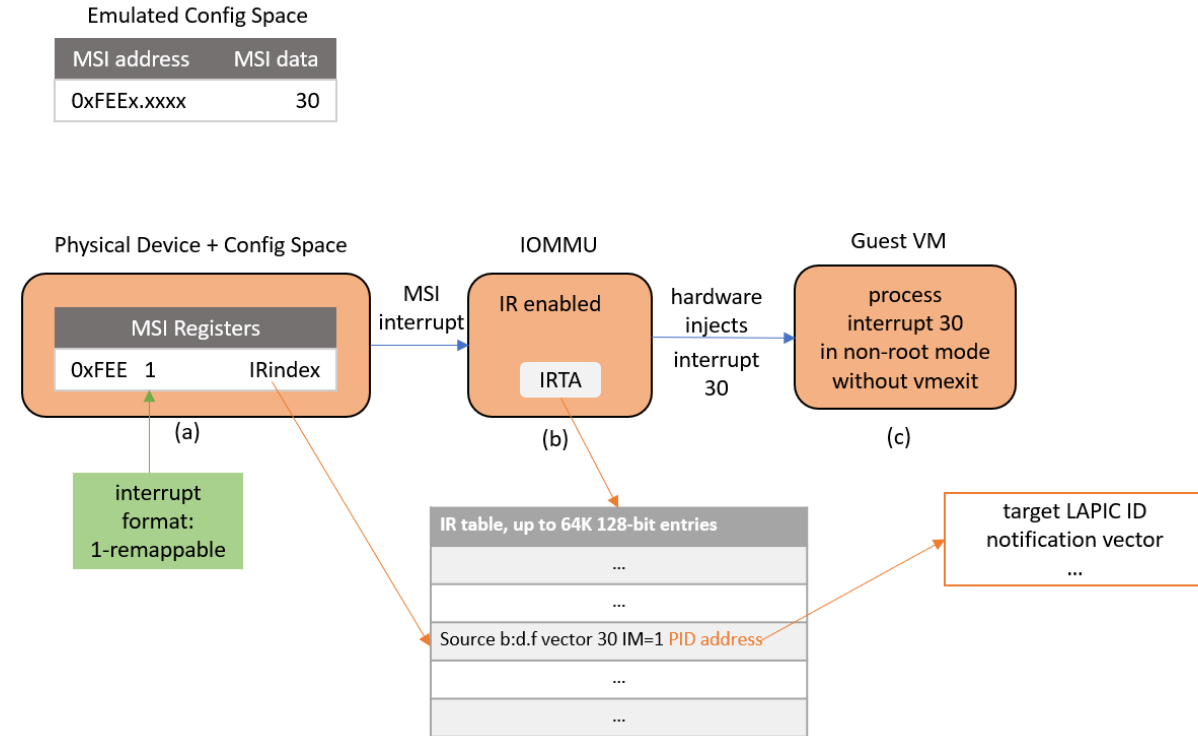 Emulated Config Space
MSI address MSI data
0xFEEx.xxxx 30
Physical Device + Config Space
MSI Registers
0xFEE 1 IRindex
(a)
interrupt
format:
1-remappable
MSI
interrupt
IOMMU
IR enabled
IRTA
(b)
hardware
injects
interrupt
30
Guest VM
process
interrupt 30
in non-root mode
without vmexit
(c)
IR table, up to 64K 128-bit entries
...
...
Source b:d.f vector 30 IM=1 PID address
...
...
target LAPIC ID
notification vector
...